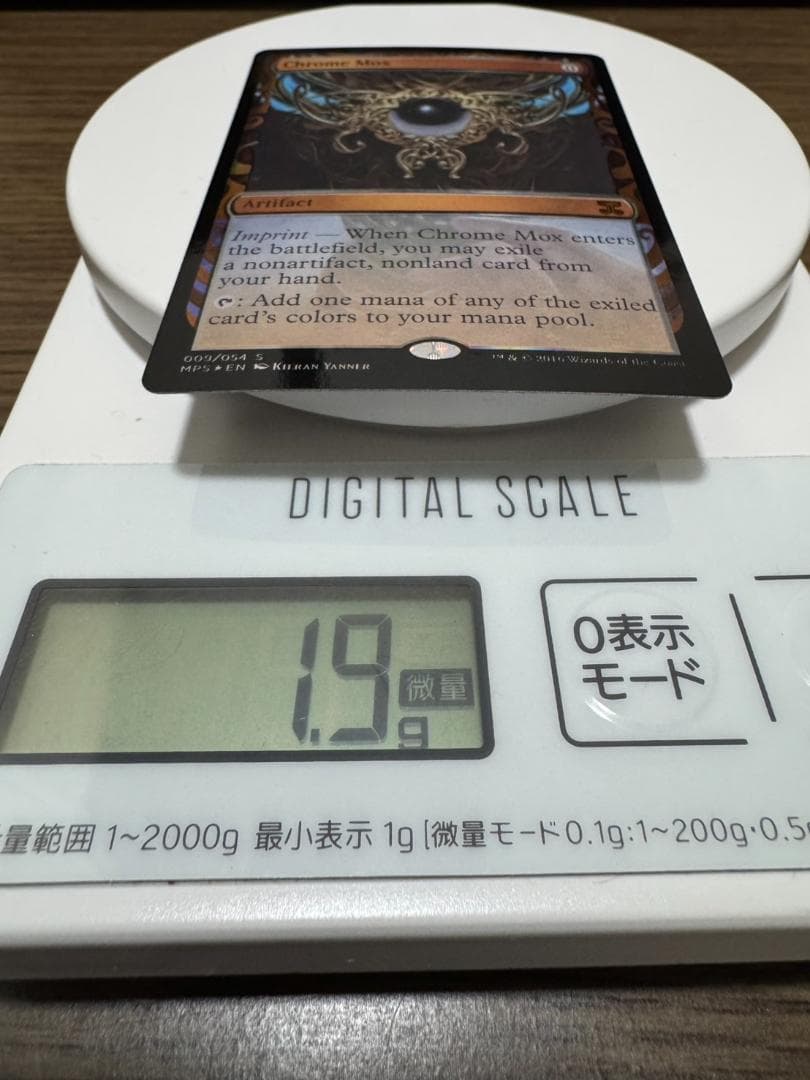 Chrome Mox
Artifact
Imprint — When Chrome Mox enters
the battlefield, you may exile
a nonartifact, nonland card from
your hand.
: Add one mana of any of the exiled
card's colors to your mana pool.
009/054 S
MPS ★ EN Kieran Yanner
™ & © 2016 Wizards of the Coast
DIGITAL SCALE
1.9
微量
g
0表示
モード
量範囲 1~2000g 最小表示 1g [微量モード0.1g:1~200g・0.5g